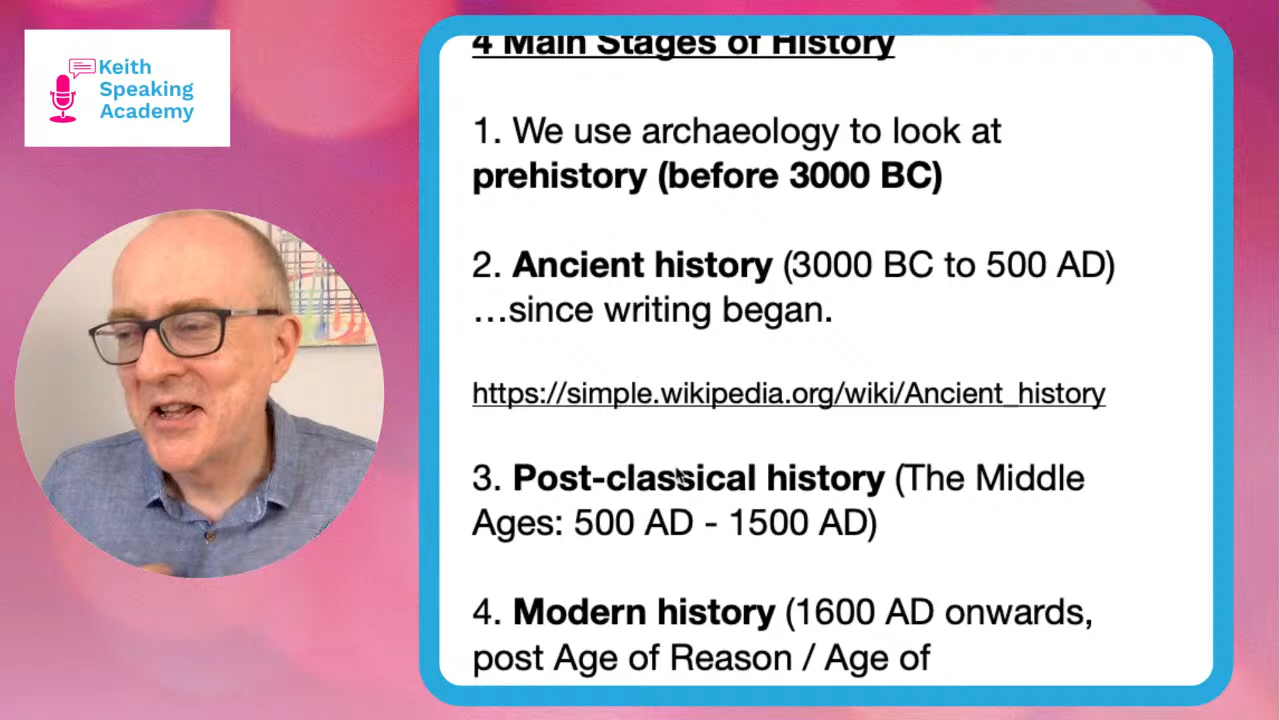 Keith
Speaking
Academy
4 Main Stages of History
1. We use archaeology to look at
prehistory (before 3000 BC)
2. Ancient history (3000 BC to 500 AD)
…since writing began.
https://simple.wikipedia.org/wiki/Ancient_history
3. Post-classical history (The Middle
Ages: 500 AD - 1500 AD)
4. Modern history (1600 AD onwards,
post Age of Reason / Age of